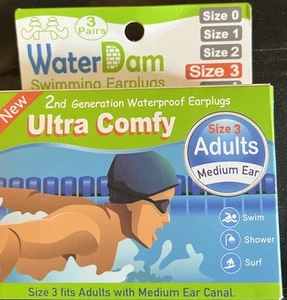 3
Pairs
Size 0
Size 1
Size 2
Size 3
WaterDam
Swimming Earplugs
New
2nd Generation Waterproof Earplugs
Ultra Comfy
Size 3
Adults
Medium Ear
Swim
Shower
Surf
Size 3 fits Adults with Medium Ear Canal.